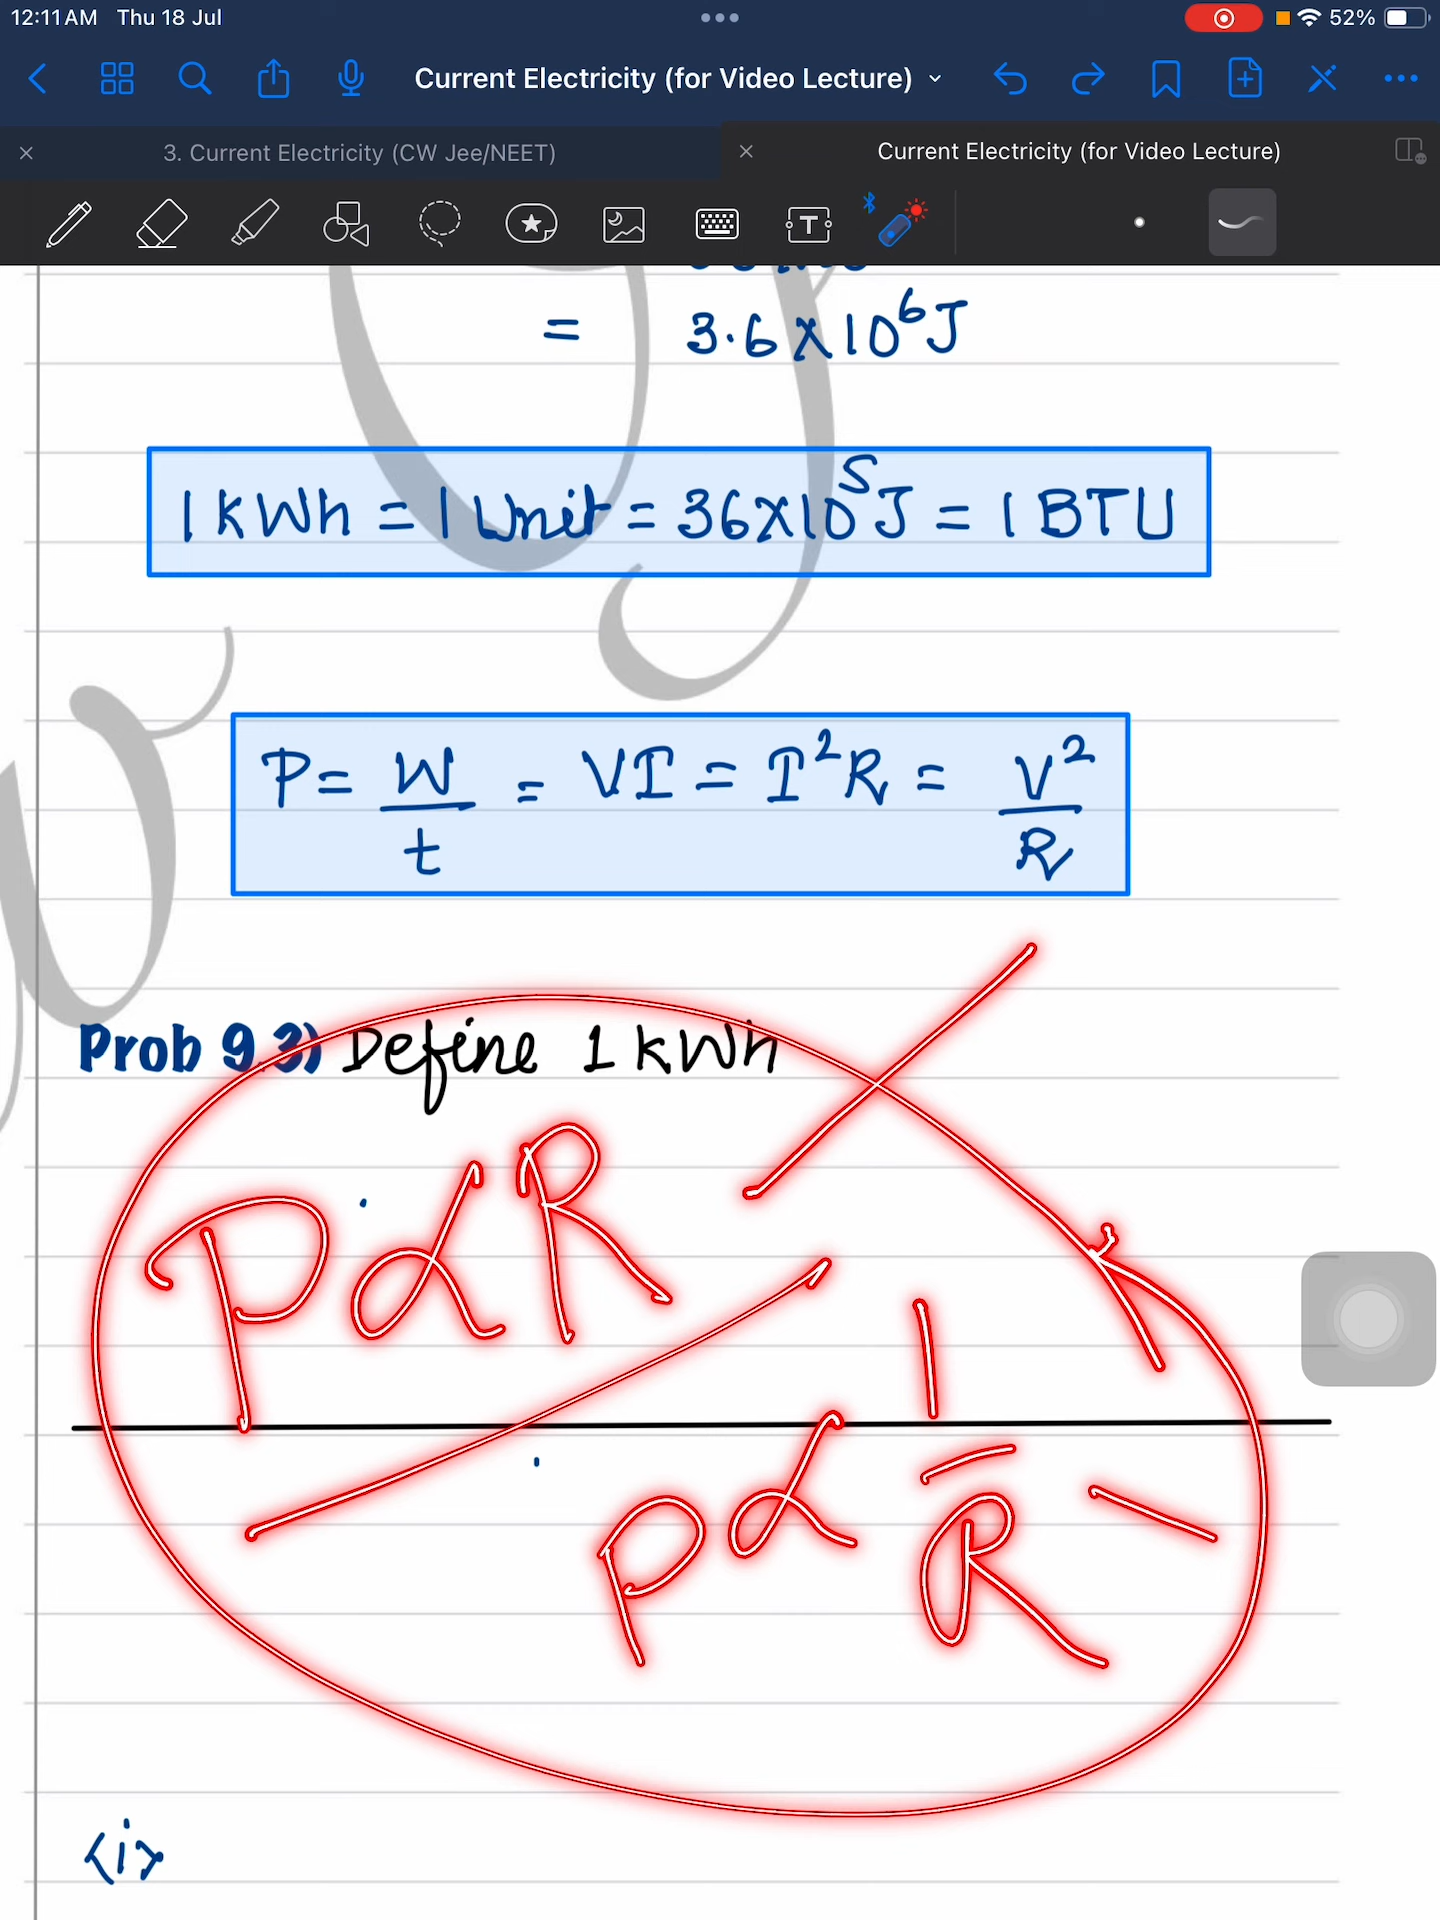 12:11 AM Thu 18 Jul
52%
Current Electricity (for Video Lecture)
3. Current Electricity (CW Jee/NEET)
Current Electricity (for Video Lecture)
T
= 3.6 X 10⁶ J
1 kWh = 1 Unit = 36 X 10⁵ J = 1 BTU
P = W/t = VI = I²R = V²/R
Prob 9.3) Define 1 kWh
P α R
P α 1/R
(i)